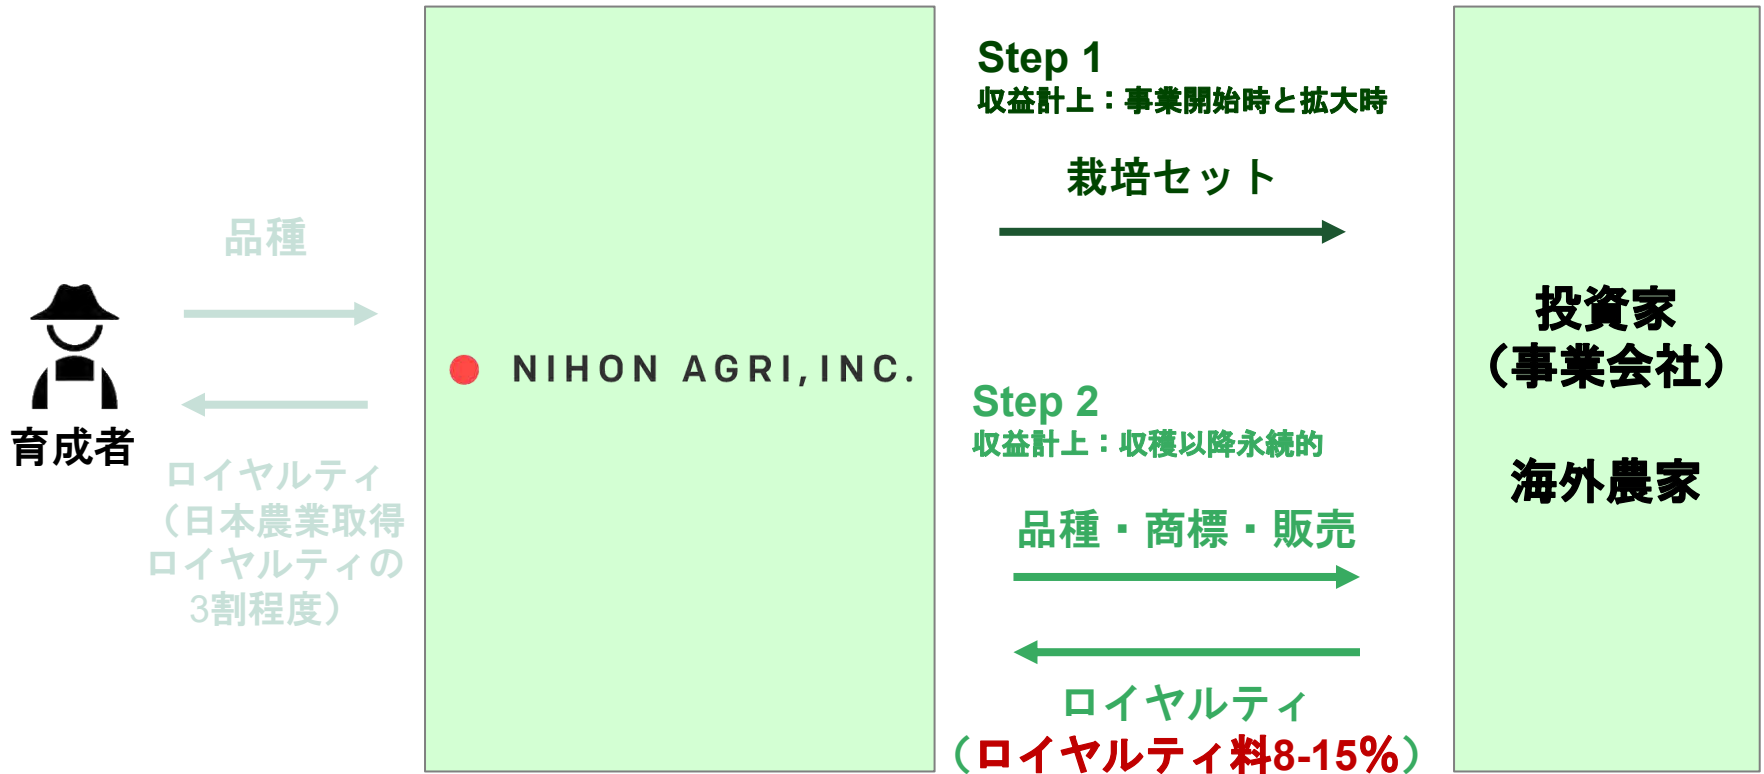 品種
育成者
ロイヤルティ
（日本農業取得
ロイヤルティの
3割程度）
NIHON AGRI, INC.
Step 1
収益計上：事業開始時と拡大時
栽培セット
Step 2
収益計上：収穫以降永続的
品種・商標・販売
ロイヤルティ
（ロイヤルティ料8-15%）
投資家
（事業会社）
海外農家